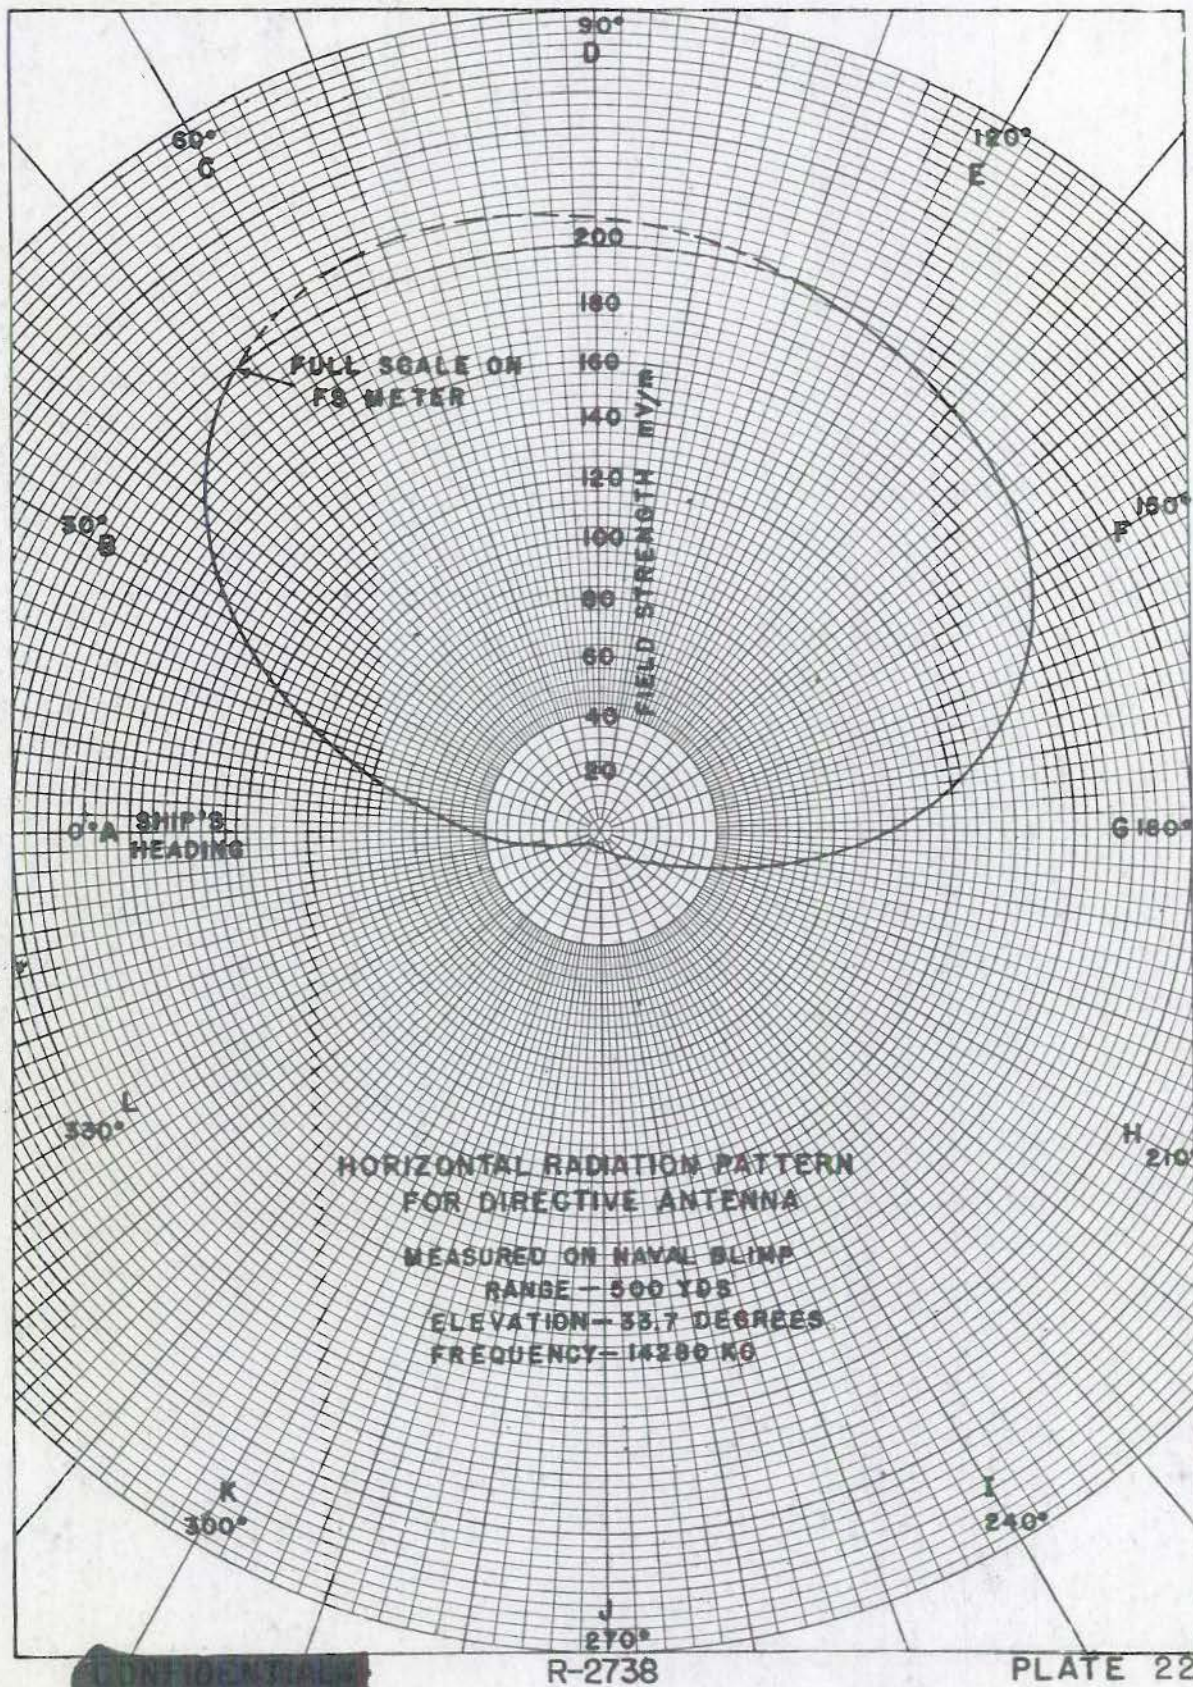 90°
D
60°
C
120°
E
200
180
FULL SCALE ON
FS METER
160
140
120
100
80
60
40
20
FIELD STRENGTH mV/m
30°
B
150°
F
0°A SHIP'S
HEADING
G 180°
L
330°
H
210°
HORIZONTAL RADIATION PATTERN
FOR DIRECTIVE ANTENNA
MEASURED ON NAVAL BLIMP
RANGE — 500 YDS
ELEVATION — 33.7 DEGREES
FREQUENCY — 14280 KC
K
300°
I
240°
J
270°
CONFIDENTIAL
R-2738
PLATE 22